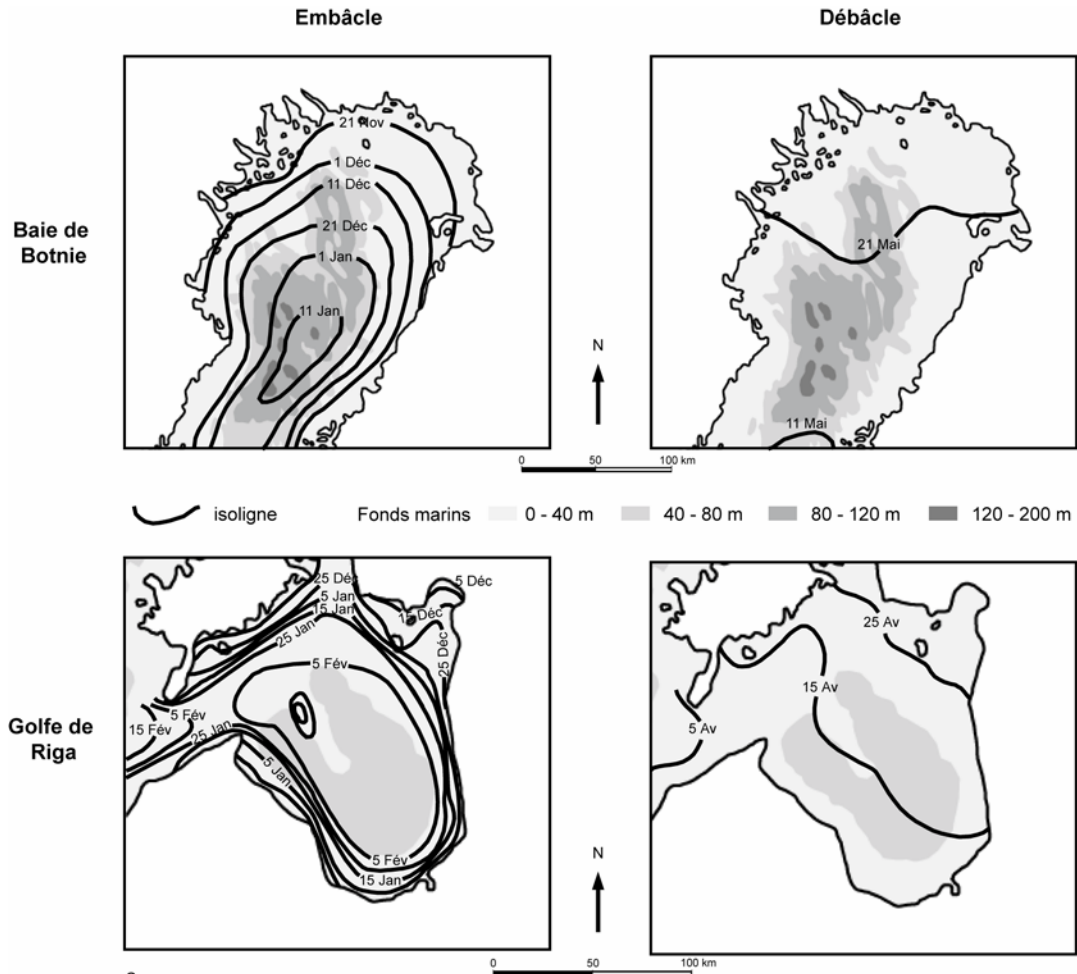 Embâcle
Débâcle
Baie de
Botnie
21 Nov
1 Déc
11 Déc
21 Déc
1 Jan
11 Jan
21 Mai
11 Mai
N
0 50 100 km
isoligne
Fonds marins
0 - 40 m
40 - 80 m
80 - 120 m
120 - 200 m
Golfe de
Riga
25 Déc
5 Jan
15 Jan
25 Jan
5 Déc
15 Déc
25 Déc
5 Fév
5 Fév
15 Fév
25 Jan
5 Jan
5 Fév
15 Jan
25 Av
15 Av
5 Av
N
0 50 100 km